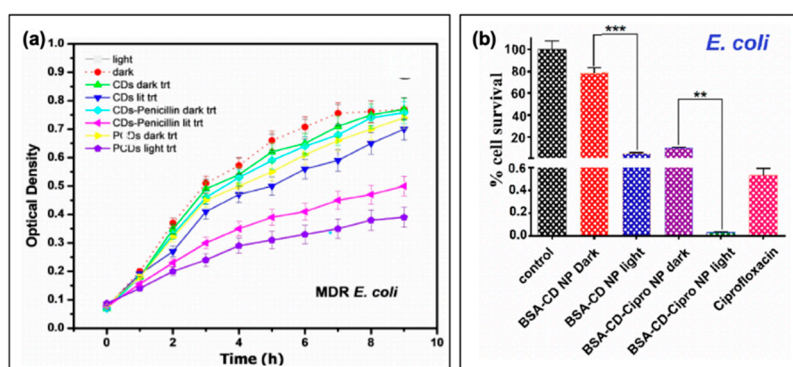 (a)
light
dark
CDs dark trt
CDs lit trt
CDs-Penicillin dark trt
CDs-Penicillin lit trt
PCDs dark trt
PCDs light trt
1.0
0.9
0.8
0.7
0.6
0.5
0.4
0.3
0.2
0.1
0.0
Optical Density
MDR E. coli
0 2 4 6 8 10
Time (h)
(b)
E. coli
***
**
100
80
60
40
20
0.6
0.4
0.2
0.0
% cell survival
control
BSA-CD NP Dark
BSA-CD NP light
BSA-CD-Cipro NP dark
BSA-CD-Cipro NP light
Ciprofloxacin